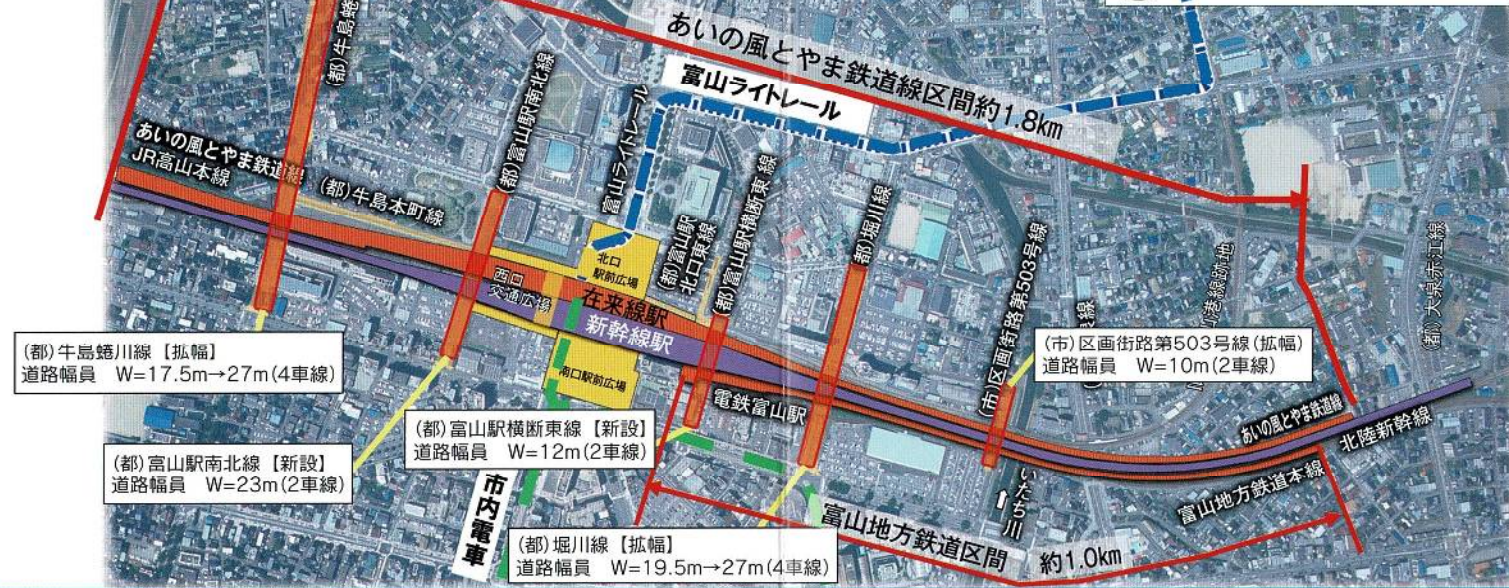 (都)牛島蜷
あいの風とやま鉄道線区間約1.8km
富山ライトレール
(都)富山駅南北線
富山ライトレール
あいの風とやま鉄道線
JR高山本線
(都)牛島本町線
(都)富山駅
北口東線
(都)富山駅横断東線
(都)堀川線
(市)区画街路第503号線
山港線跡地
(都)大泉赤江線
北口
駅前広場
西口
交通広場
在来線駅
新幹線駅
南口駅前広場
電鉄富山駅
(都)牛島蜷川線【拡幅】
道路幅員 W=17.5m→27m(4車線)
(市)区画街路第503号線(拡幅)
道路幅員 W=10m(2車線)
(都)富山駅横断東線【新設】
道路幅員 W=12m(2車線)
(都)富山駅南北線【新設】
道路幅員 W=23m(2車線)
あいの風とやま鉄道線
北陸新幹線
富山地方鉄道本線
市内電車
いたち川
富山地方鉄道区間 約1.0km
(都)堀川線【拡幅】
道路幅員 W=19.5m→27m(4車線)